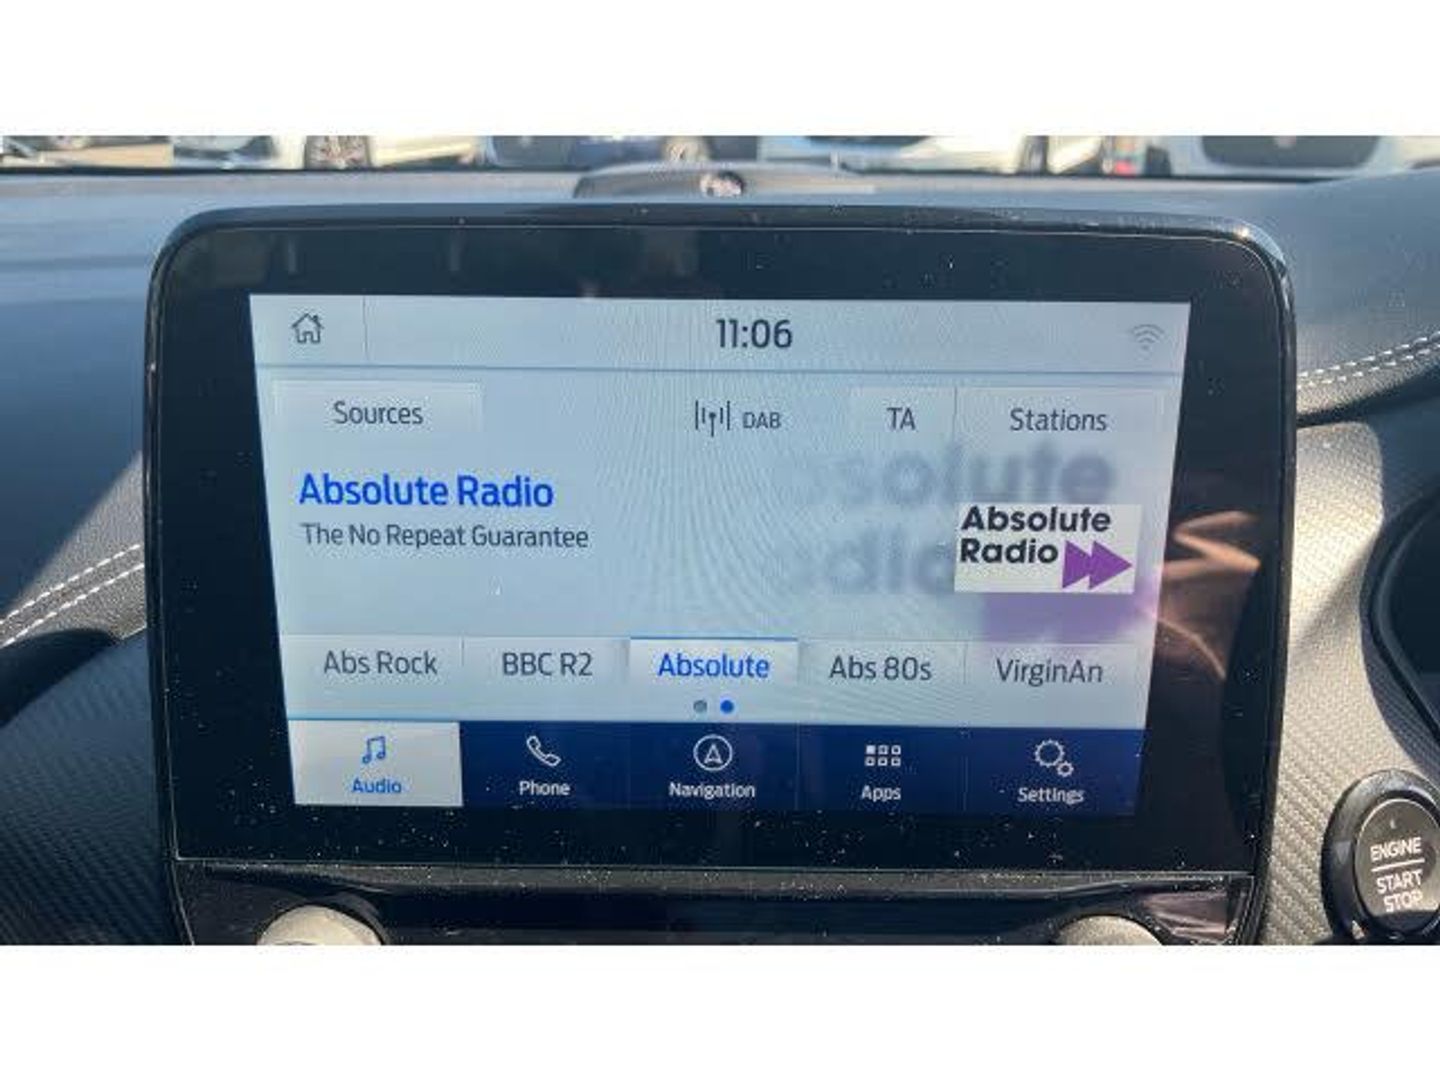 11:06
Sources
DAB
TA
Stations
Absolute Radio
The No Repeat Guarantee
Absolute
Radio
Abs Rock
BBC R2
Absolute
Abs 80s
VirginAn
Audio
Phone
Navigation
Apps
Settings
ENGINE
START
STOP